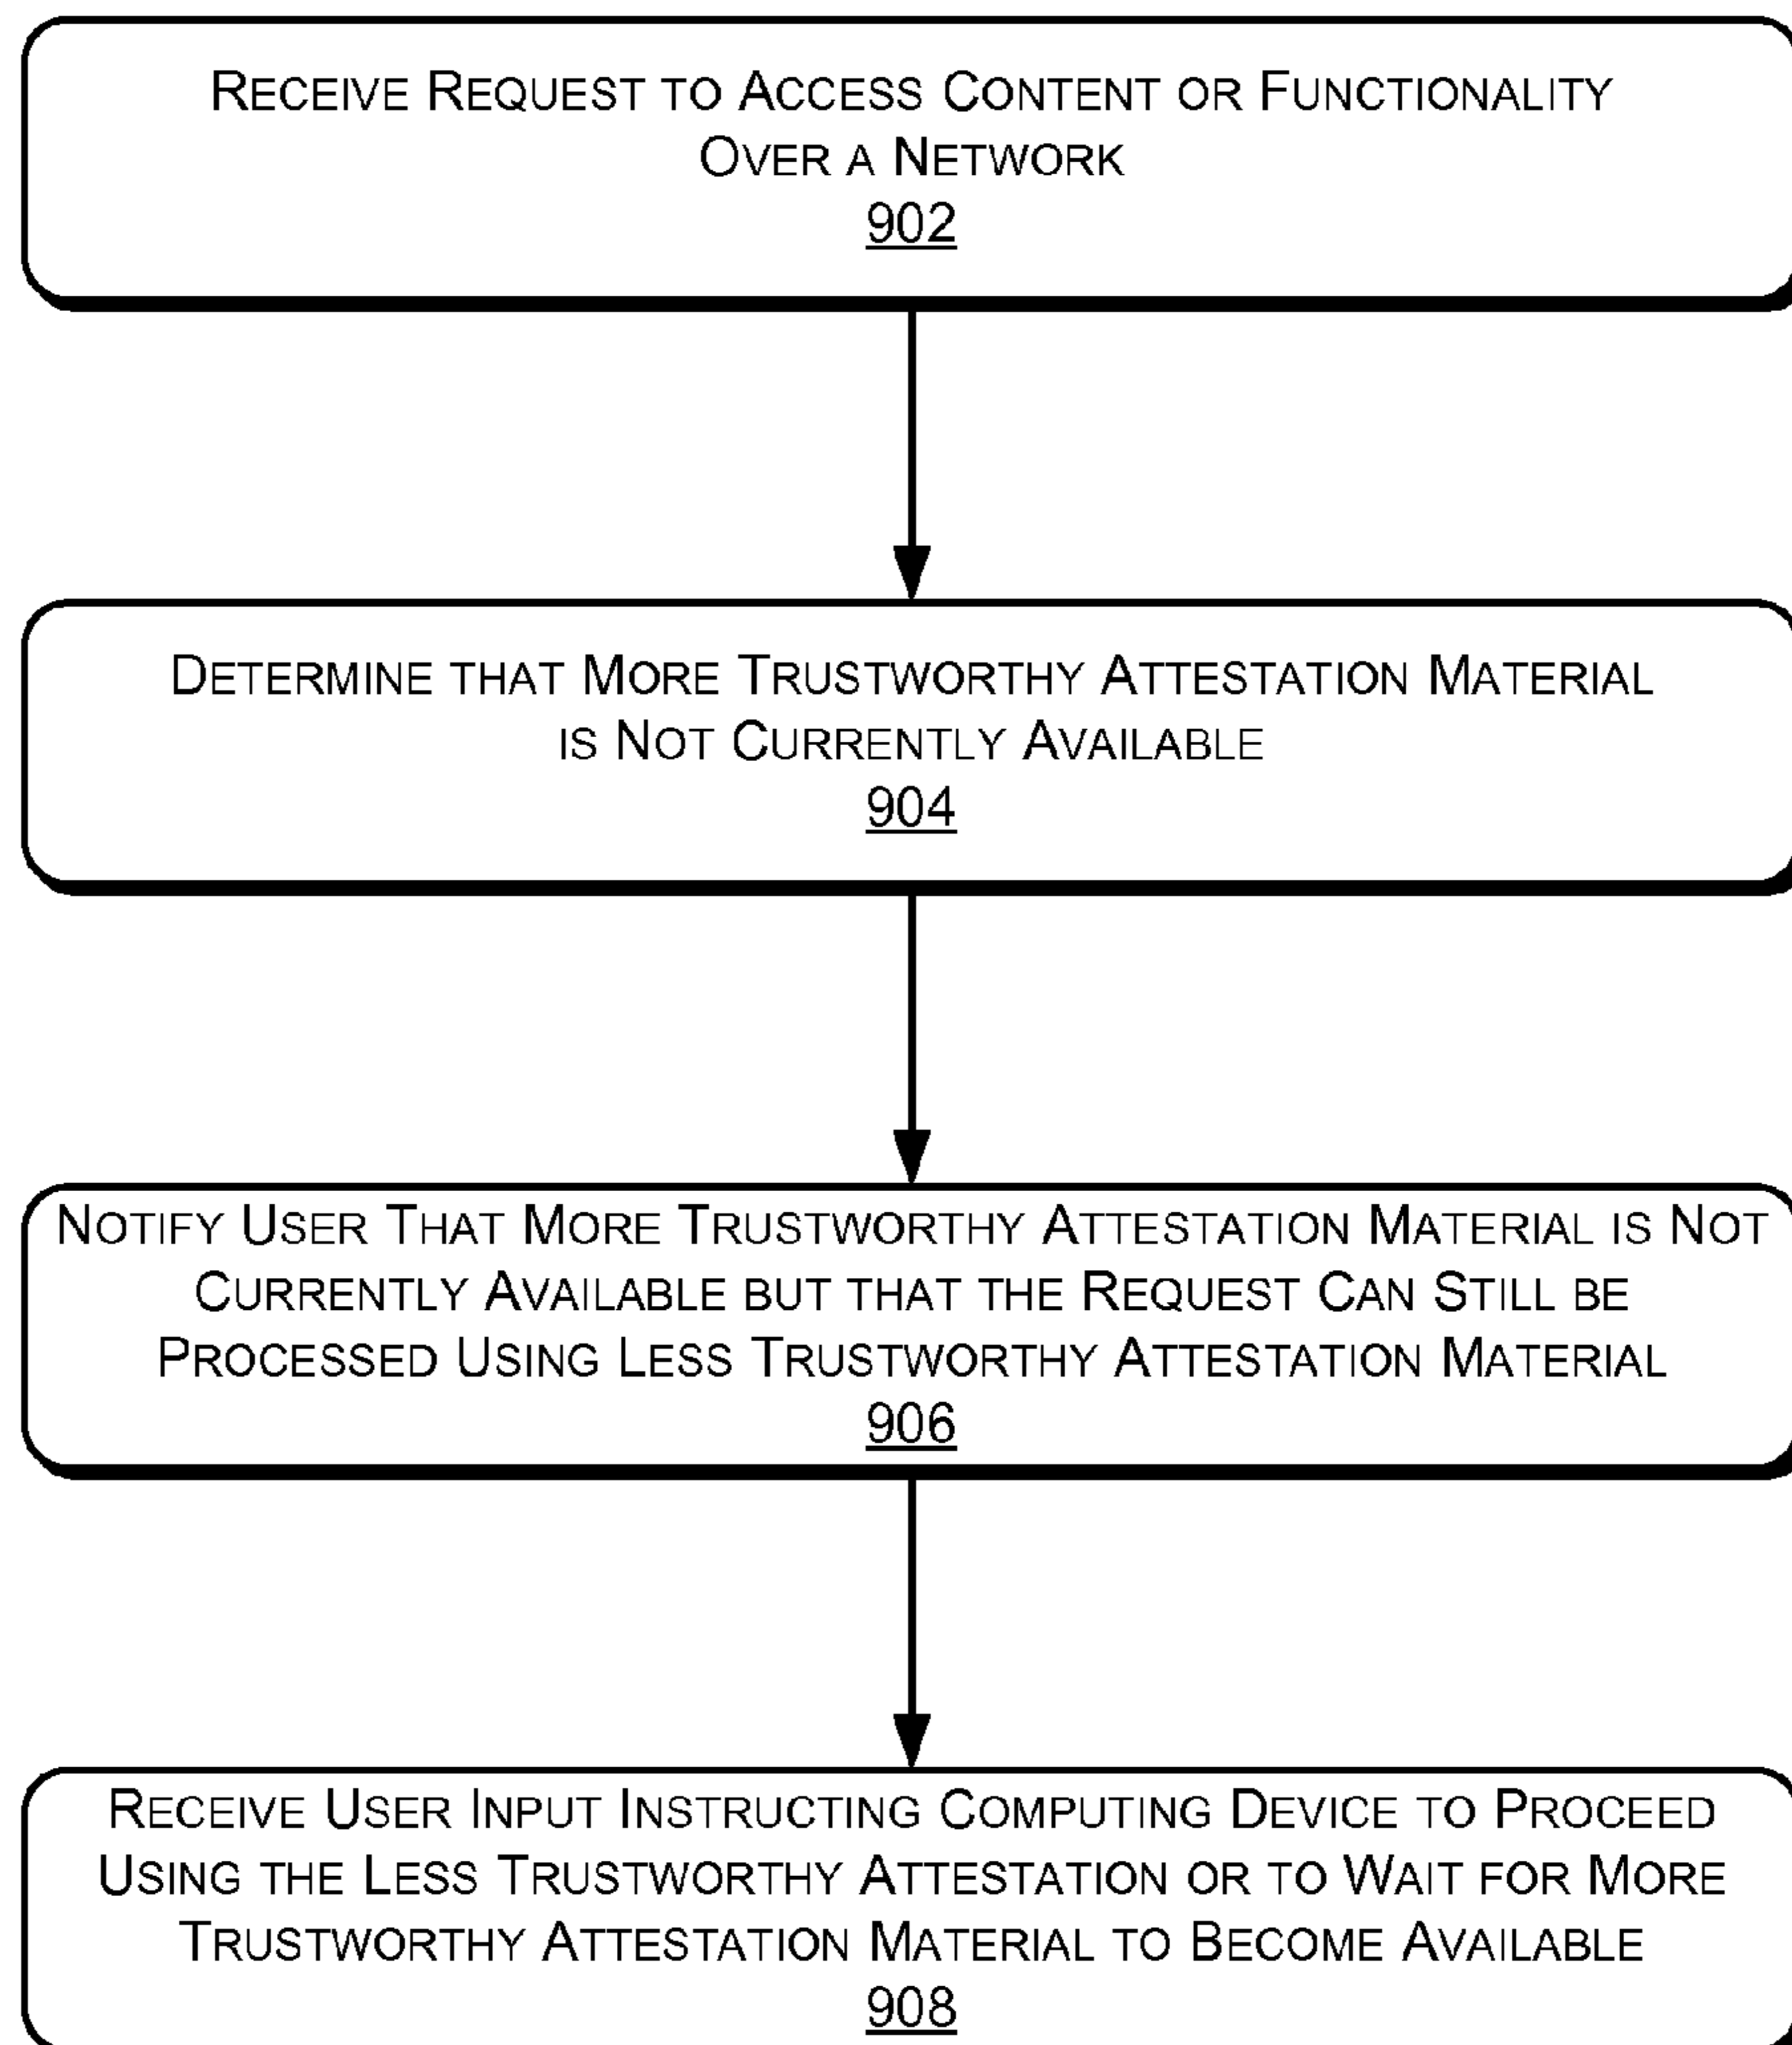 Receive Request to Access Content or Functionality
Over a Network
902
Determine that More Trustworthy Attestation Material
is Not Currently Available
904
Notify User That More Trustworthy Attestation Material is Not
Currently Available but that the Request Can Still be
Processed Using Less Trustworthy Attestation Material
906
Receive User Input Instructing Computing Device to Proceed
Using the Less Trustworthy Attestation or to Wait for More
Trustworthy Attestation Material to Become Available
908